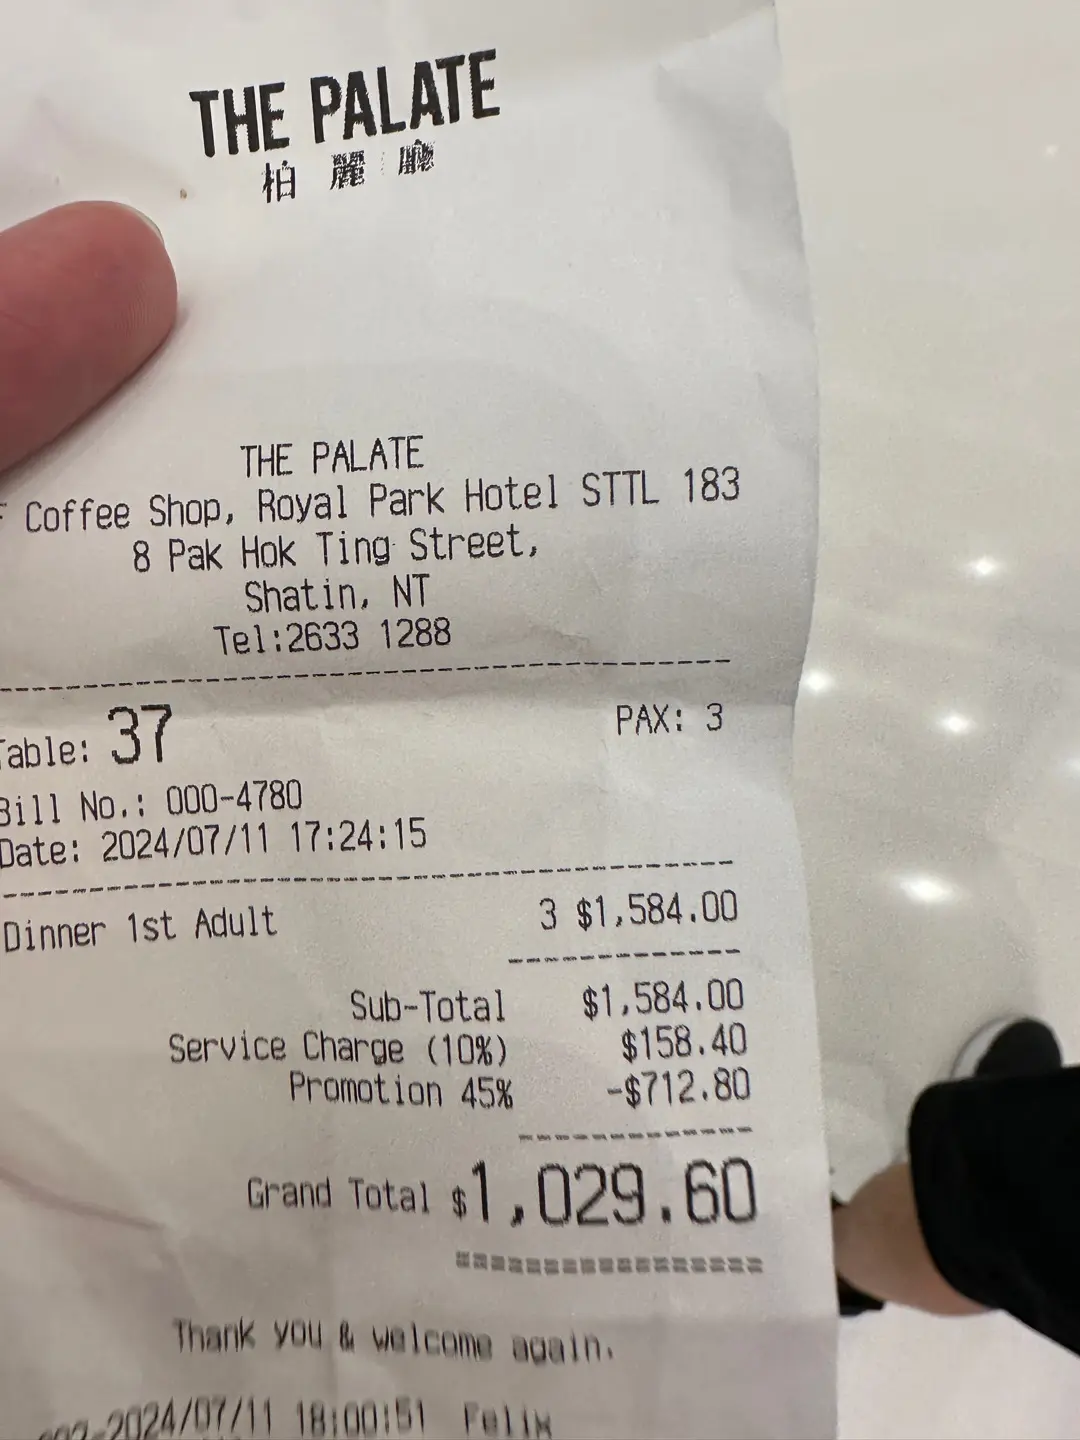 THE PALATE
柏麗廳
THE PALATE
Coffee Shop, Royal Park Hotel STTL 183
8 Pak Hok Ting Street,
Shatin, NT
Tel:2633 1288
Table: 37 PAX: 3
Bill No.: 000-4780
Date: 2024/07/11 17:24:15
Dinner 1st Adult 3 $1,584.00
Sub-Total $1,584.00
Service Charge (10%) $158.40
Promotion 45% -$712.80
Grand Total $1,029.60
Thank you & welcome again.
2024/07/11 18:00:51 Felix